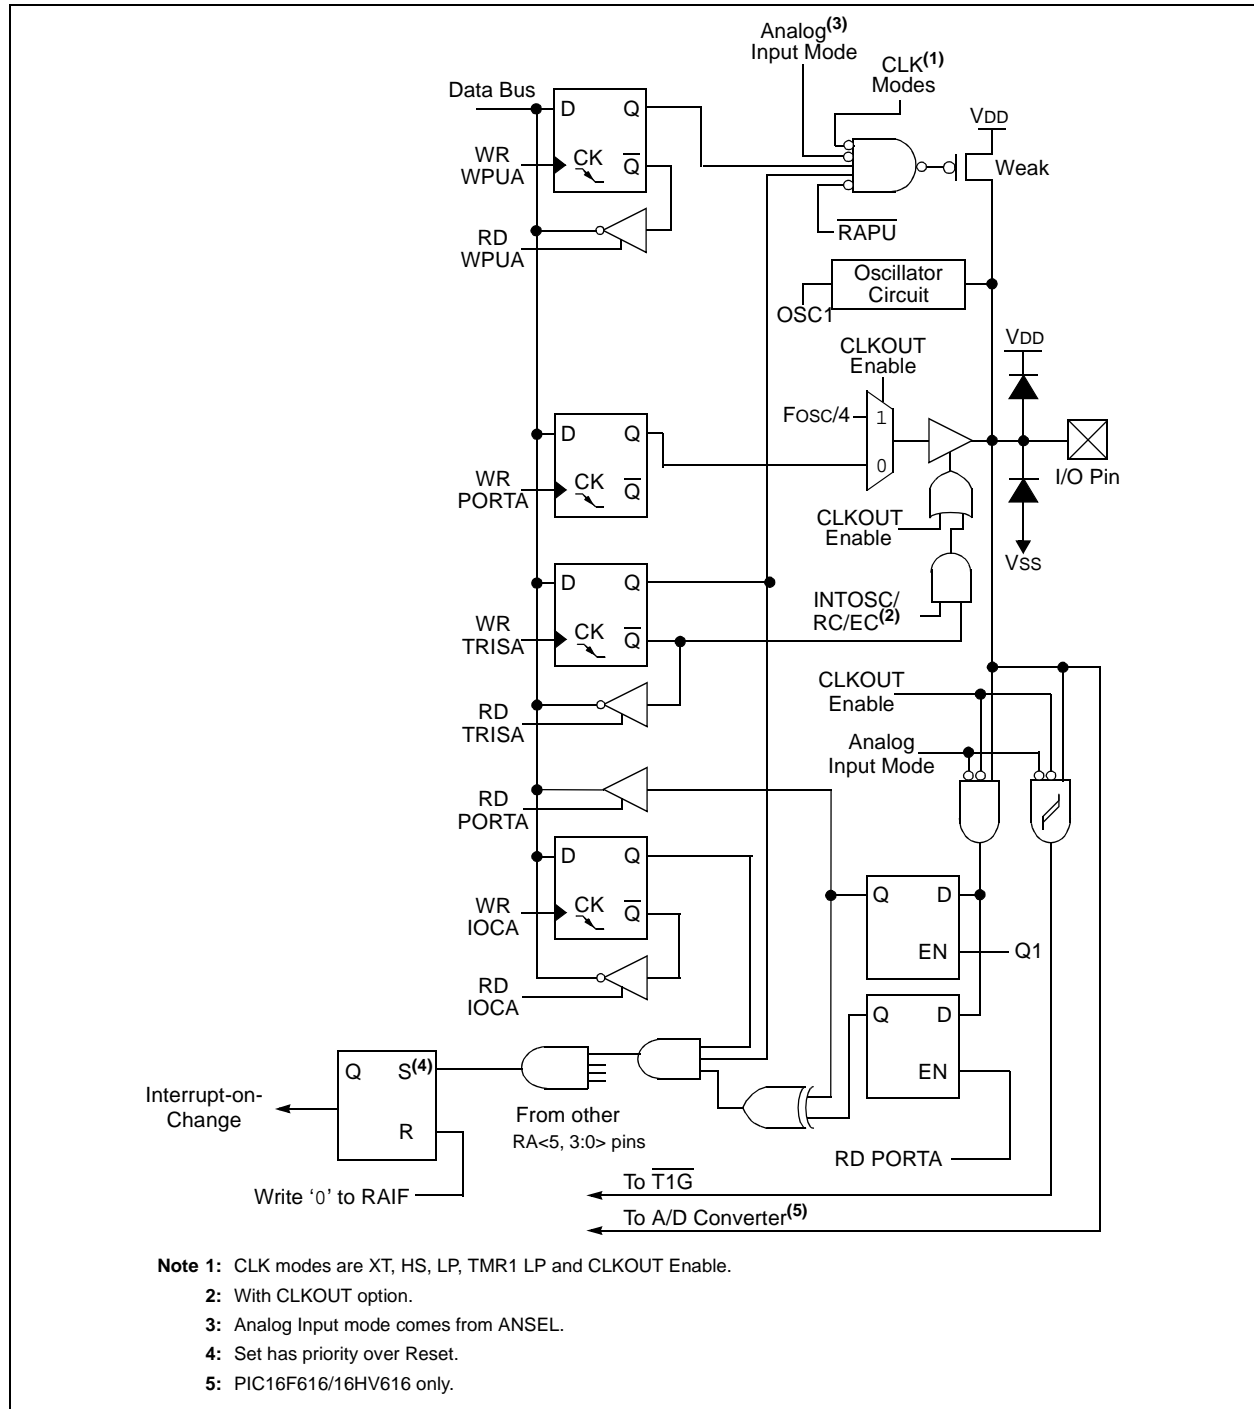 Analog(3)
Input Mode
CLK(1)
Modes
Data Bus
VDD
D Q
WR
WPUA
CK
Q̅
Weak
RD
WPUA
R̅A̅P̅U̅
Oscillator
Circuit
OSC1
CLKOUT
Enable
VDD
FOSC/4
1
D Q
0
I/O Pin
WR
PORTA
CK
Q̅
CLKOUT
Enable
VSS
D Q
INTOSC/
RC/EC(2)
WR
TRISA
CK
Q̅
CLKOUT
Enable
RD
TRISA
Analog
Input Mode
RD
PORTA
D Q
Q D
WR
IOCA
CK
Q̅
EN
Q1
RD
IOCA
Q D
Q S(4)
EN
Interrupt-on-
Change
From other
RA<5, 3:0> pins
R
RD PORTA
To T̅1̅G̅
Write ‘0’ to RAIF
To A/D Converter(5)
Note 1: CLK modes are XT, HS, LP, TMR1 LP and CLKOUT Enable.
2: With CLKOUT option.
3: Analog Input mode comes from ANSEL.
4: Set has priority over Reset.
5: PIC16F616/16HV616 only.